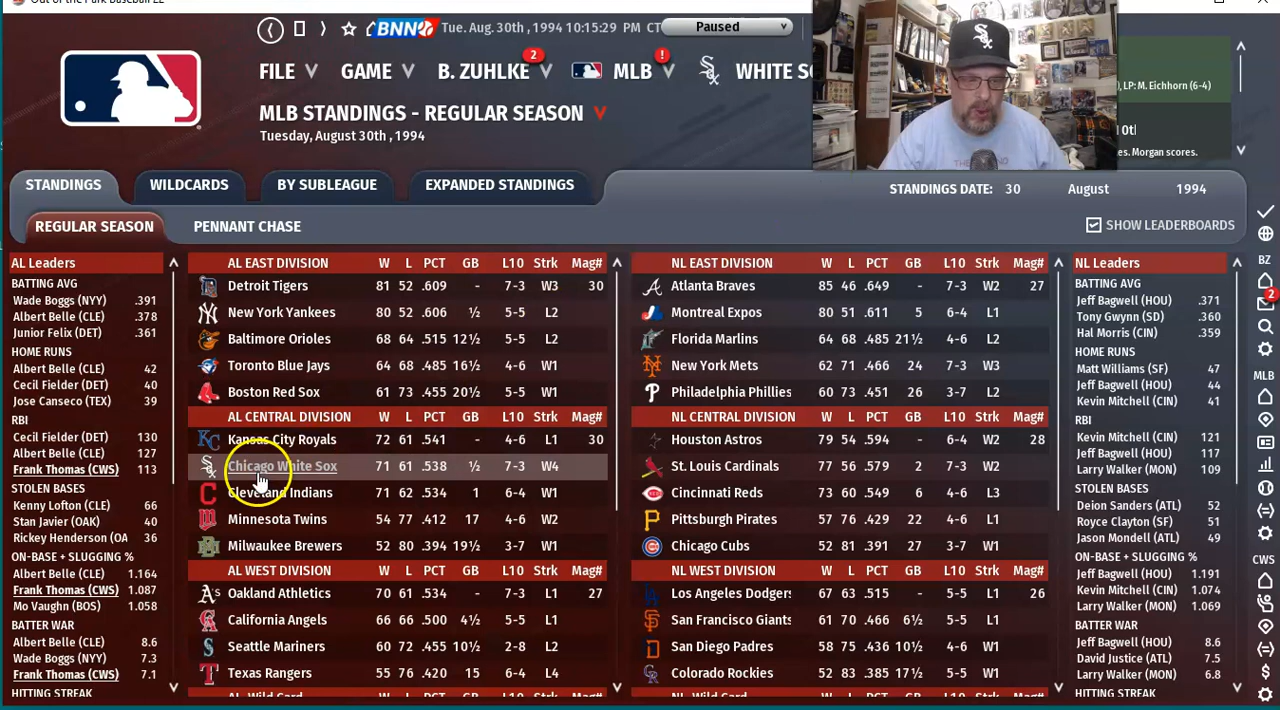 BNN Tue. Aug. 30th, 1994 10:15:29 PM CT Paused
FILE GAME B. ZUHLKE 2 MLB ! WHITE SO
, LP: M. Eichhorn (6-4)
MLB STANDINGS - REGULAR SEASON
Tuesday, August 30th, 1994
es. Morgan scores.
STANDINGS WILDCARDS BY SUBLEAGUE EXPANDED STANDINGS STANDINGS DATE: 30 August 1994
REGULAR SEASON PENNANT CHASE SHOW LEADERBOARDS
AL Leaders
BATTING AVG
Wade Boggs (NYY) .391
Albert Belle (CLE) .378
Junior Felix (DET) .361
HOME RUNS
Albert Belle (CLE) 42
Cecil Fielder (DET) 40
Jose Canseco (TEX) 39
RBI
Cecil Fielder (DET) 130
Albert Belle (CLE) 127
Frank Thomas (CWS) 113
STOLEN BASES
Kenny Lofton (CLE) 66
Stan Javier (OAK) 40
Rickey Henderson (OA 36
ON-BASE + SLUGGING %
Albert Belle (CLE) 1.164
Frank Thomas (CWS) 1.087
Mo Vaughn (BOS) 1.058
BATTER WAR
Albert Belle (CLE) 8.6
Wade Boggs (NYY) 7.3
Frank Thomas (CWS) 7.1
HITTING STREAK
AL EAST DIVISION W L PCT GB L10 Strk Mag#
Detroit Tigers 81 52 .609 - 7-3 W3 30
New York Yankees 80 52 .606 ½ 5-5 L2
Baltimore Orioles 68 64 .515 12½ 5-5 L2
Toronto Blue Jays 64 68 .485 16½ 4-6 W1
Boston Red Sox 61 73 .455 20½ 5-5 L1
AL CENTRAL DIVISION W L PCT GB L10 Strk Mag#
Kansas City Royals 72 61 .541 - 4-6 L1 30
Chicago White Sox 71 61 .538 ½ 7-3 W4
Cleveland Indians 71 62 .534 1 6-4 W1
Minnesota Twins 54 77 .412 17 4-6 W2
Milwaukee Brewers 52 80 .394 19½ 3-7 W1
AL WEST DIVISION W L PCT GB L10 Strk Mag#
Oakland Athletics 70 61 .534 - 7-3 L1 27
California Angels 66 66 .500 4½ 5-5 L1
Seattle Mariners 60 72 .455 10½ 2-8 L2
Texas Rangers 55 76 .420 15 6-4 L4
AL Wild Card W L PCT GB L10 Strk Mag#
NL EAST DIVISION W L PCT GB L10 Strk Mag#
Atlanta Braves 85 46 .649 - 7-3 W2 27
Montreal Expos 80 51 .611 5 6-4 L1
Florida Marlins 64 68 .485 21½ 6-4 L1
New York Mets 62 71 .466 24 7-3 W3
Philadelphia Phillies 60 73 .451 26 3-7 L2
NL CENTRAL DIVISION W L PCT GB L10 Strk Mag#
Houston Astros 79 54 .594 - 6-4 W2 28
St. Louis Cardinals 77 56 .579 2 7-3 W2
Cincinnati Reds 73 60 .549 6 4-6 L3
Pittsburgh Pirates 57 76 .429 22 4-6 L1
Chicago Cubs 52 81 .391 27 3-7 W1
NL WEST DIVISION W L PCT GB L10 Strk Mag#
Los Angeles Dodgers 67 63 .515 - 5-5 L1 26
San Francisco Giants 61 70 .466 6½ 6-4 L1
San Diego Padres 58 75 .436 10½ 4-6 W1
Colorado Rockies 52 83 .385 17½ 5-5 W1
NL Wild Card W L PCT GB L10 Strk Mag#
NL Leaders
BATTING AVG
Jeff Bagwell (HOU) .371
Tony Gwynn (SD) .360
Hal Morris (CIN) .359
HOME RUNS
Matt Williams (SF) 47
Jeff Bagwell (HOU) 44
Kevin Mitchell (CIN) 41
RBI
Kevin Mitchell (CIN) 121
Jeff Bagwell (HOU) 117
Larry Walker (MON) 109
STOLEN BASES
Deion Sanders (ATL) 52
Royce Clayton (SF) 51
Jason Mondell (ATL) 49
ON-BASE + SLUGGING %
Jeff Bagwell (HOU) 1.191
Kevin Mitchell (CIN) 1.074
Larry Walker (MON) 1.069
BATTER WAR
Jeff Bagwell (HOU) 8.6
David Justice (ATL) 7.5
Larry Walker (MON) 6.8
HITTING STREAK
BZ
2
MLB
CWS